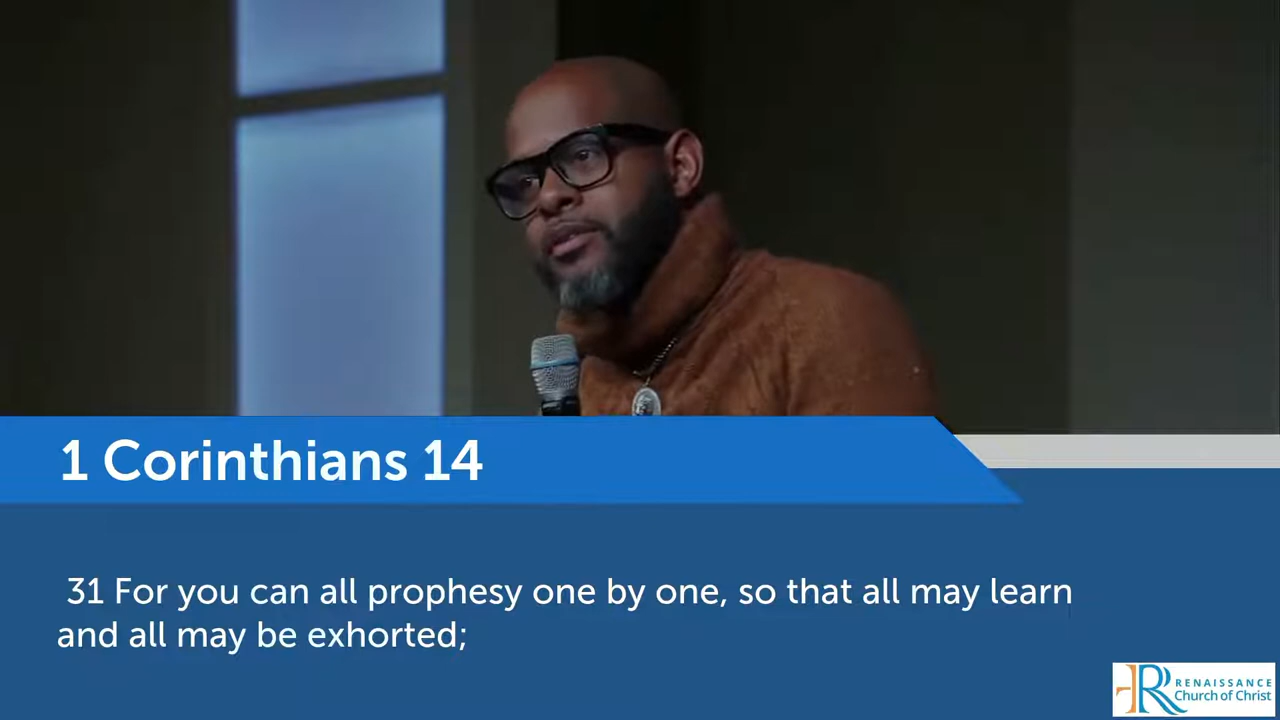 1 Corinthians 14
31 For you can all prophesy one by one, so that all may learn
and all may be exhorted;
RENAISSANCE
Church of Christ